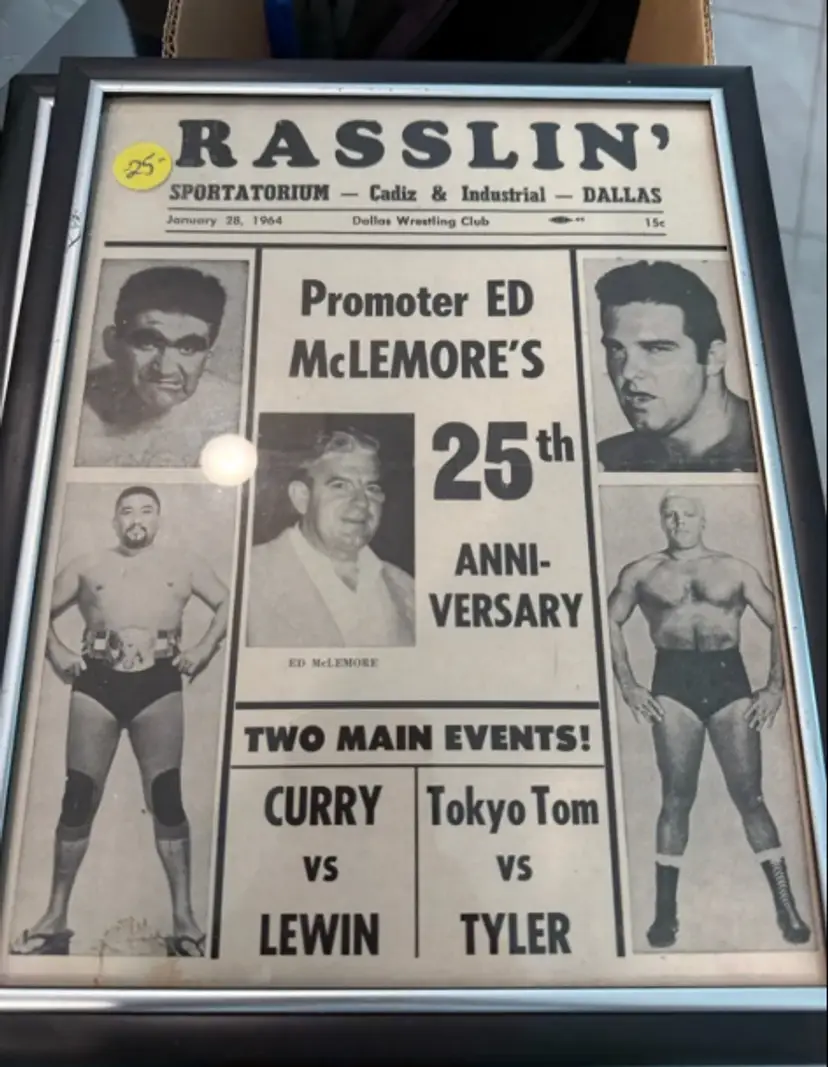 RASSLIN'
25
SPORTATORIUM — Cadiz & Industrial — DALLAS
January 28, 1964 Dallas Wrestling Club 15c
Promoter ED
McLEMORE'S
25th
ANNI-
VERSARY
ED McLEMORE
TWO MAIN EVENTS!
CURRY
VS
LEWIN
Tokyo Tom
VS
TYLER